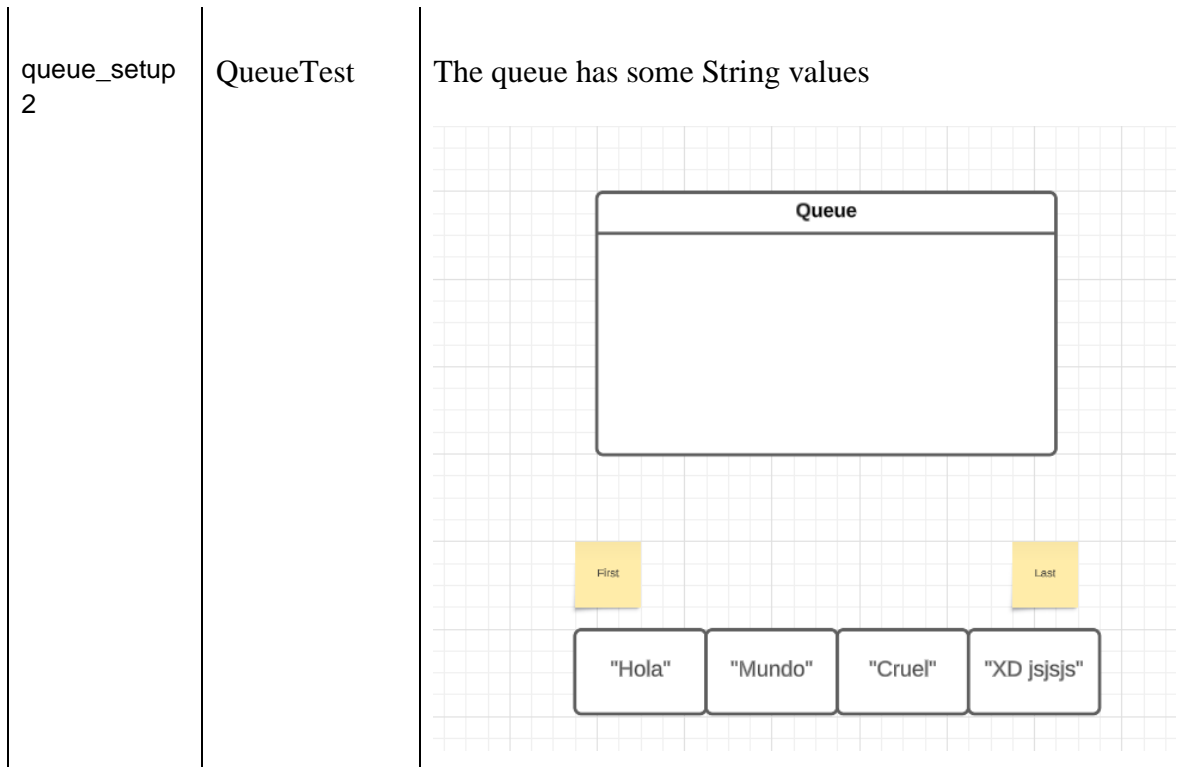 queue_setup
2
QueueTest
The queue has some String values
Queue
First
Last
"Hola"
"Mundo"
"Cruel"
"XD jsjsjs"